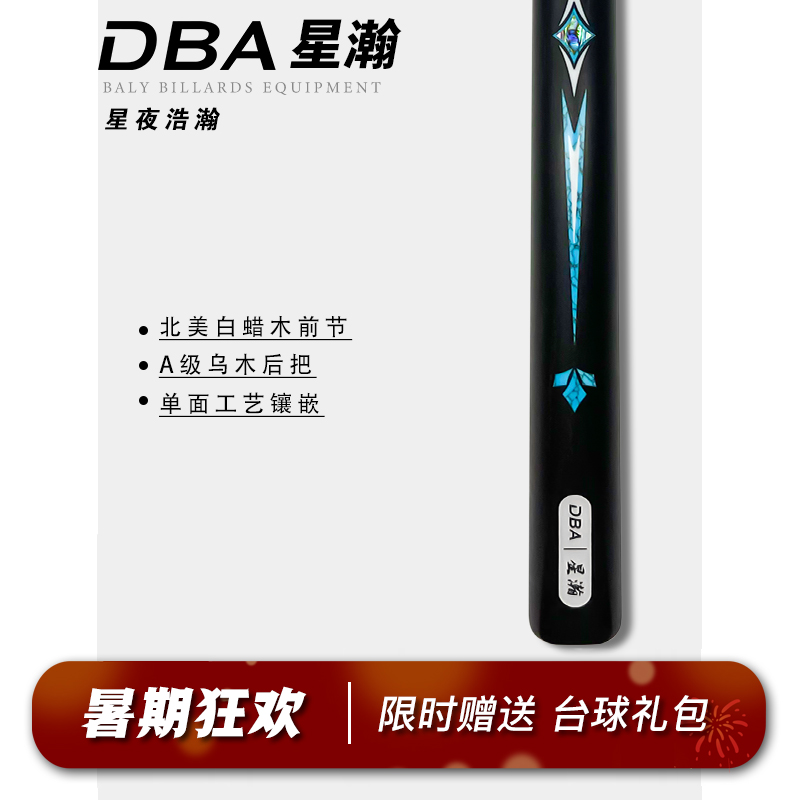 DBA 星瀚
BALY BILLARDS EQUIPMENT
星夜浩瀚
北美白蜡木前节
A级乌木后把
单面工艺镶嵌
DBA | 星瀚
暑期狂欢 | 限时赠送 台球礼包